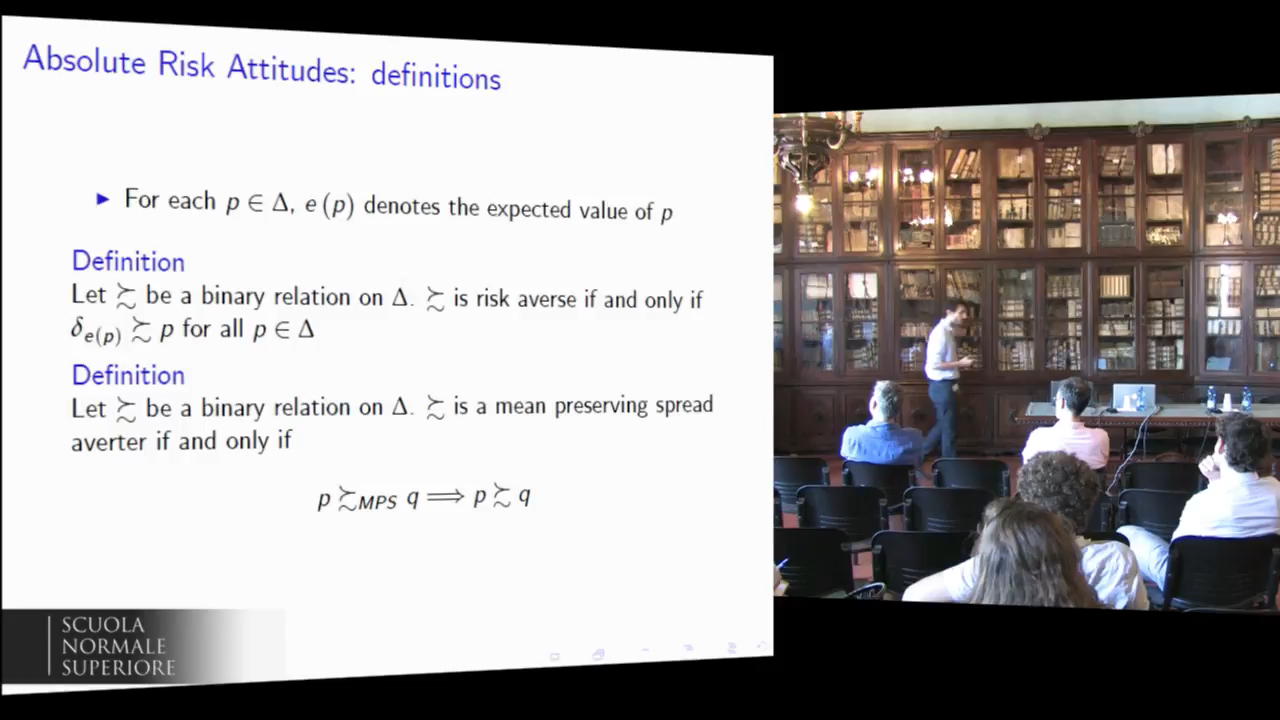 Absolute Risk Attitudes: definitions
▶ For each p ∈ Δ, e (p) denotes the expected value of p
Definition
Let ≿ be a binary relation on Δ. ≿ is risk averse if and only if
δe(p) ≿ p for all p ∈ Δ
Definition
Let ≿ be a binary relation on Δ. ≿ is a mean preserving spread
averter if and only if
p ≿MPS q ⟹ p ≿ q
SCUOLA
NORMALE
SUPERIORE